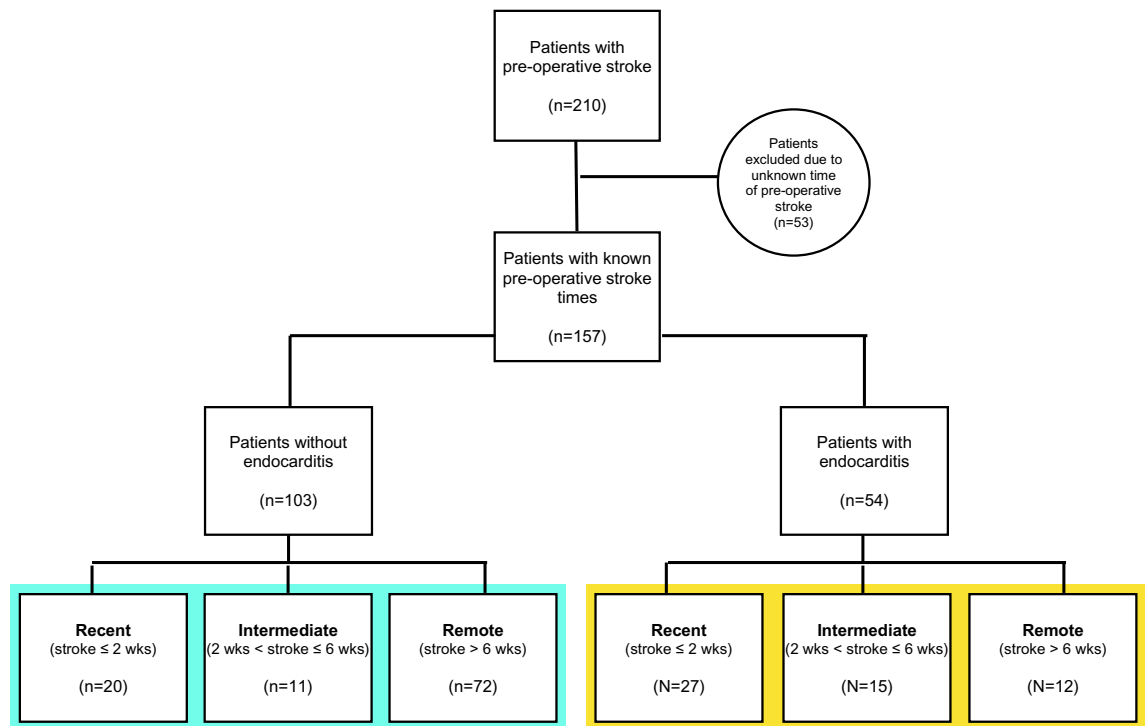 Patients with
pre-operative stroke
(n=210)
Patients
excluded due to
unknown time
of pre-operative
stroke
(n=53)
Patients with known
pre-operative stroke
times
(n=157)
Patients without
endocarditis
(n=103)
Patients with
endocarditis
(n=54)
Recent
(stroke ≤ 2 wks)
(n=20)
Intermediate
(2 wks < stroke ≤ 6 wks)
(n=11)
Remote
(stroke > 6 wks)
(n=72)
Recent
(stroke ≤ 2 wks)
(N=27)
Intermediate
(2 wks < stroke ≤ 6 wks)
(N=15)
Remote
(stroke > 6 wks)
(N=12)